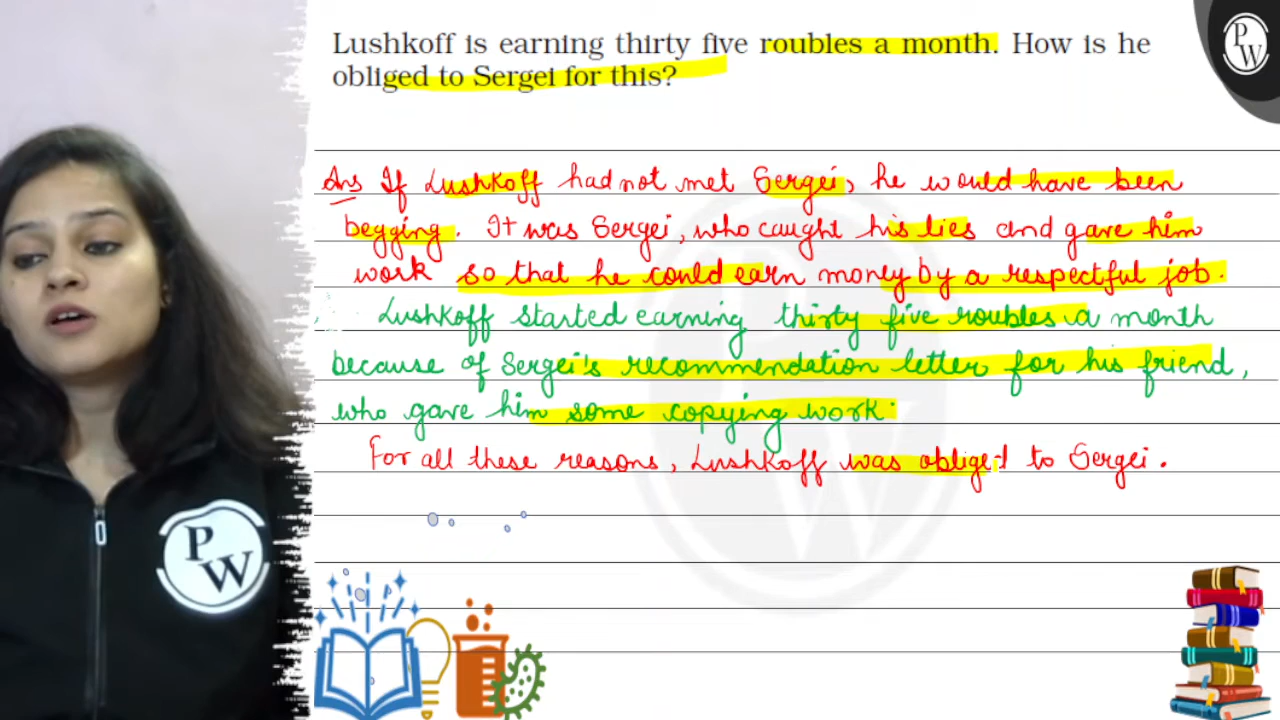 Lushkoff is earning thirty five roubles a month. How is he
obliged to Sergei for this?
Ans If Lushkoff had not met Sergei, he would have been
begging. It was Sergei, who caught his lies and gave him
work so that he could earn money by a respectful job.
Lushkoff started earning thirty five roubles a month
because of Sergei's recommendation letter for his friend,
who gave him some copying work.
For all these reasons, Lushkoff was obliged to Sergei.
P
W
P
W